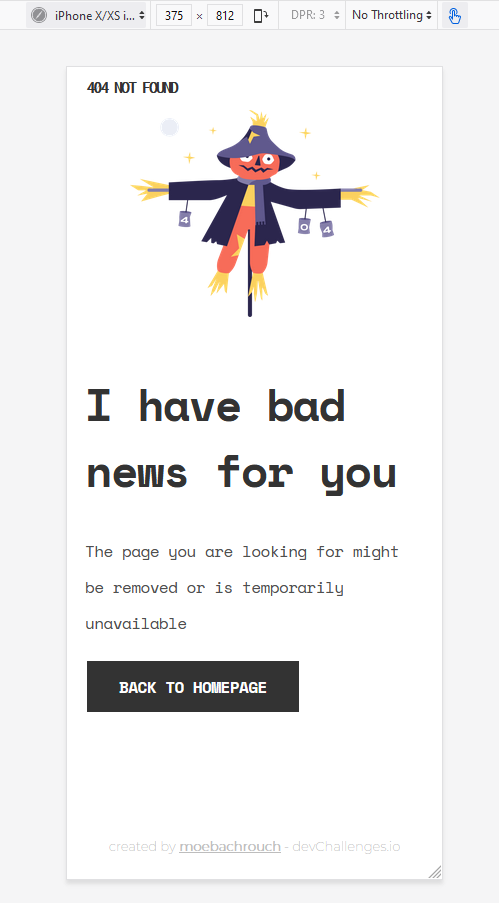 iPhone X/XS i... 375 × 812 DPR: 3 No Throttling
404 NOT FOUND
4 0 4
I have bad
news for you
The page you are looking for might
be removed or is temporarily
unavailable
BACK TO HOMEPAGE
created by moebachrouch - devChallenges.io